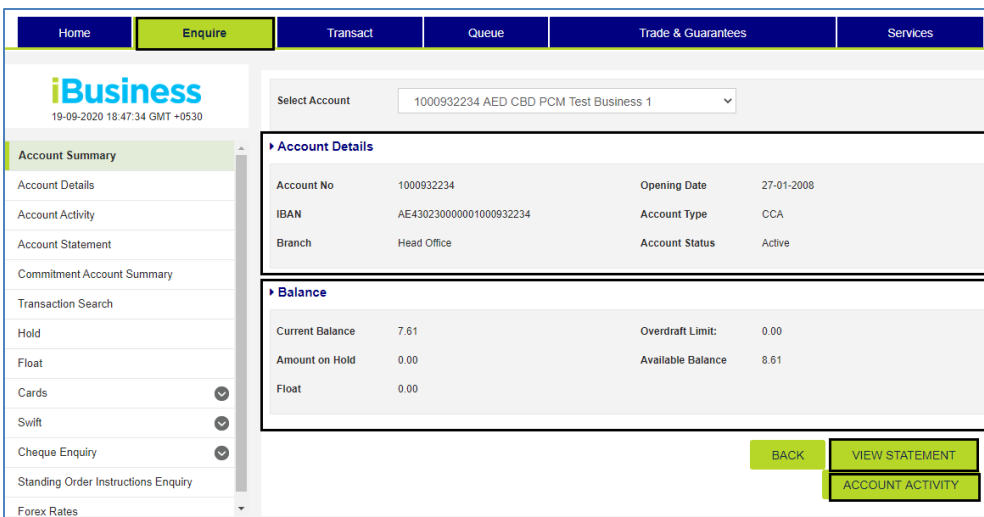 Home Enquire Transact Queue Trade & Guarantees Services
iBusiness
19-09-2020 18:47:34 GMT +0530
Account Summary
Account Details
Account Activity
Account Statement
Commitment Account Summary
Transaction Search
Hold
Float
Cards
Swift
Cheque Enquiry
Standing Order Instructions Enquiry
Forex Rates
Select Account 1000932234 AED CBD PCM Test Business 1
Account Details
Account No 1000932234 Opening Date 27-01-2008
IBAN AE430230000001000932234 Account Type CCA
Branch Head Office Account Status Active
Balance
Current Balance 7.61 Overdraft Limit: 0.00
Amount on Hold 0.00 Available Balance 8.61
Float 0.00
BACK VIEW STATEMENT
ACCOUNT ACTIVITY